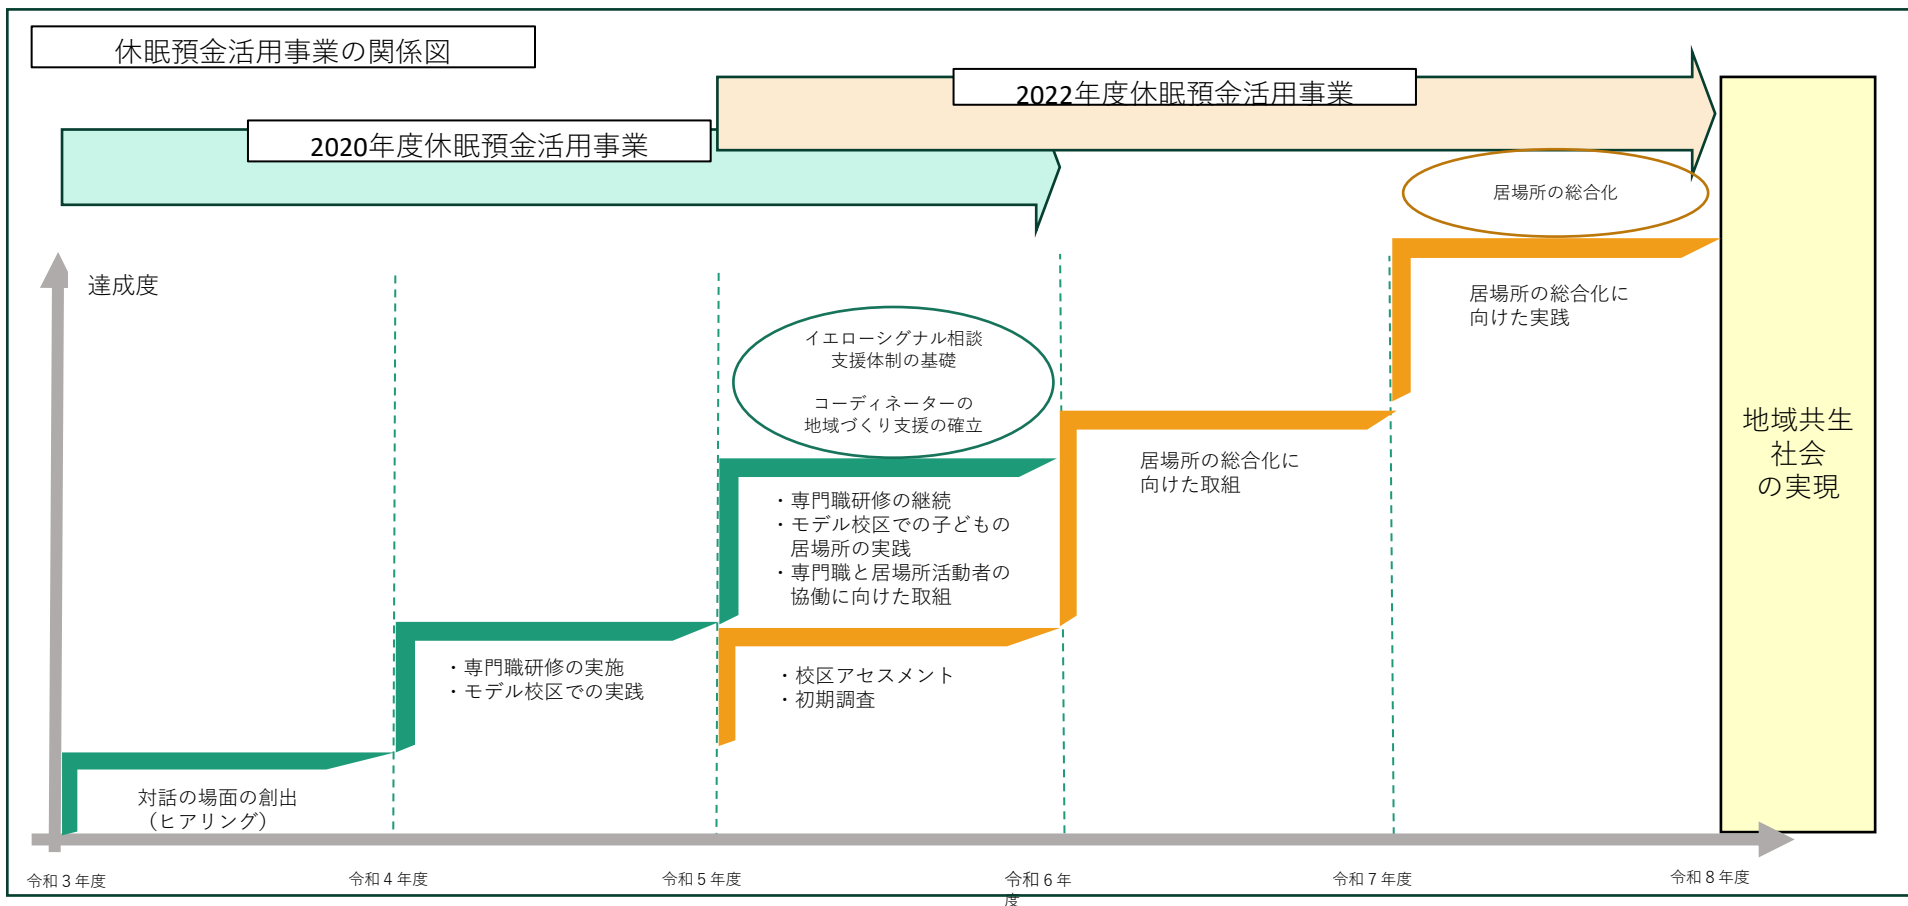 休眠預金活用事業の関係図
2022年度休眠預金活用事業
2020年度休眠預金活用事業
居場所の総合化
達成度
居場所の総合化に
向けた実践
イエローシグナル相談
支援体制の基礎
コーディネーターの
地域づくり支援の確立
地域共生
社会
の実現
居場所の総合化に
向けた取組
・専門職研修の継続
・モデル校区での子どもの
居場所の実践
・専門職と居場所活動者の
協働に向けた取組
・専門職研修の実施
・モデル校区での実践
・校区アセスメント
・初期調査
対話の場面の創出
（ヒアリング）
令和３年度
令和４年度
令和５年度
令和６年
度
令和７年度
令和８年度